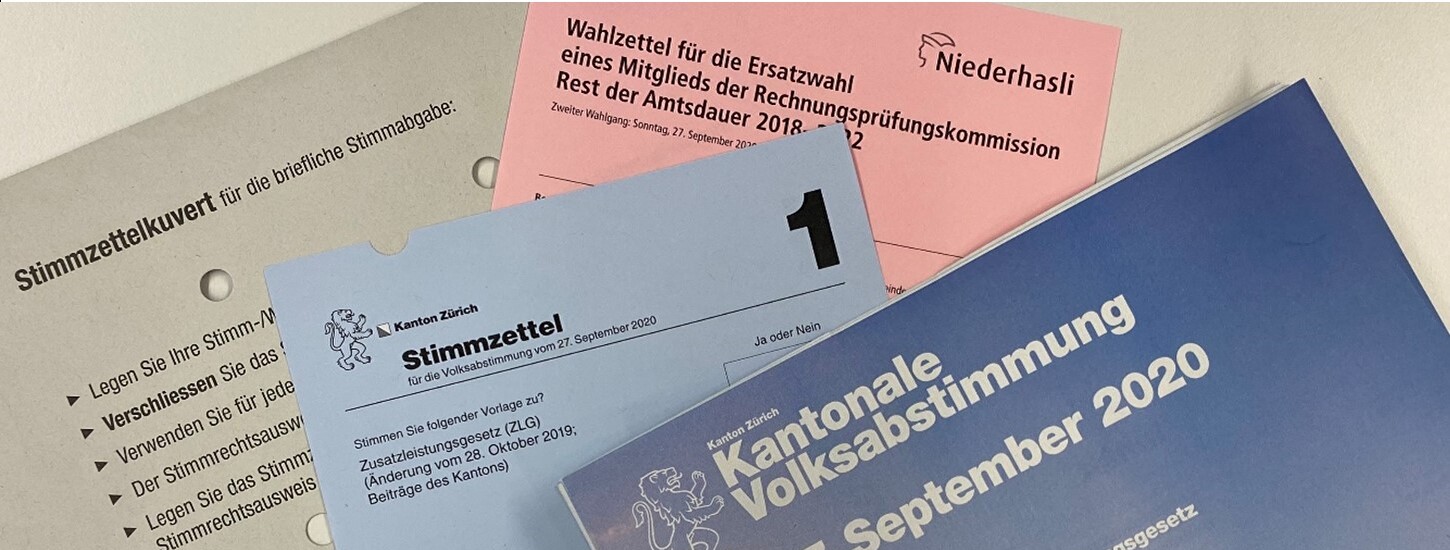 Stimmzettelkuvert für die briefliche Stimmabgabe:
Legen Sie Ihre Stimm-/
Verschliessen Sie das
Verwenden Sie für jede
Der Stimmrechtsausw
Legen Sie das Stimmz
Stimmrechtsausweis
Wahlzettel für die Ersatzwahl
eines Mitglieds der Rechnungsprüfungskommission
Rest der Amtsdauer 2018-
Zweiter Wahlgang: Sonntag, 27. September 202
Niederhasli
1
Kanton Zürich
Stimmzettel
für die Volksabstimmung vom 27. September 2020
Ja oder Nein
Stimmen Sie folgender Vorlage zu?
Zusatzleistungsgesetz (ZLG)
(Änderung vom 28. Oktober 2019;
Beiträge des Kantons)
Kanton Zürich
Kantonale
Volksabstimmung
September 2020
gsgesetz